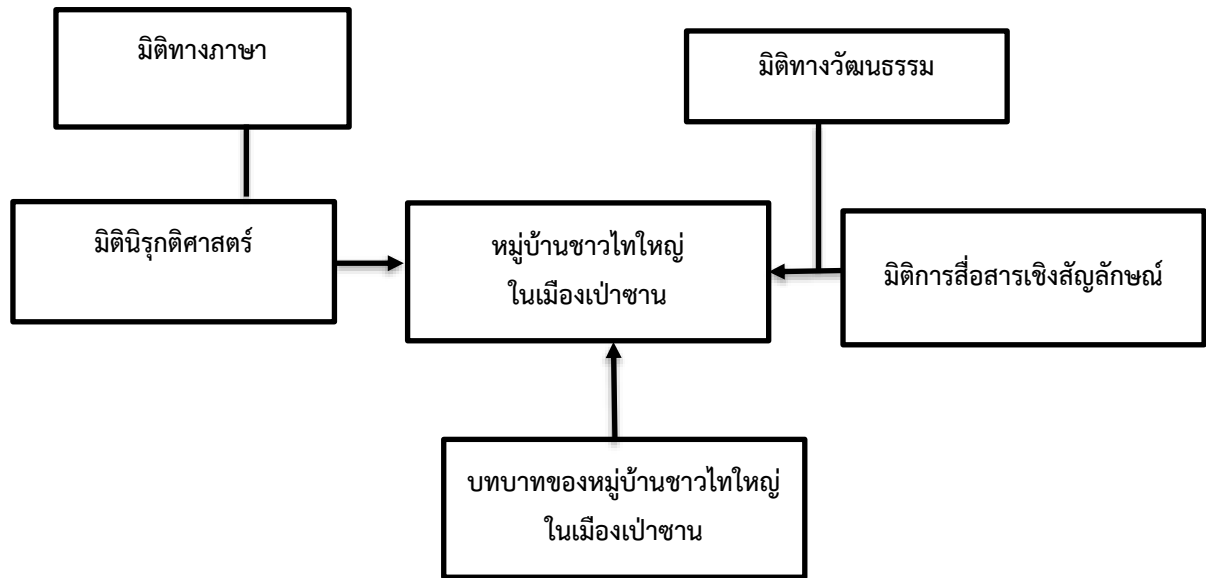 มิติทางภาษา
มิติทางวัฒนธรรม
มิตินิรุกติศาสตร์
หมู่บ้านชาวไทใหญ่
ในเมืองเป่าซาน
มิติการสื่อสารเชิงสัญลักษณ์
บทบาทของหมู่บ้านชาวไทใหญ่
ในเมืองเป่าซาน